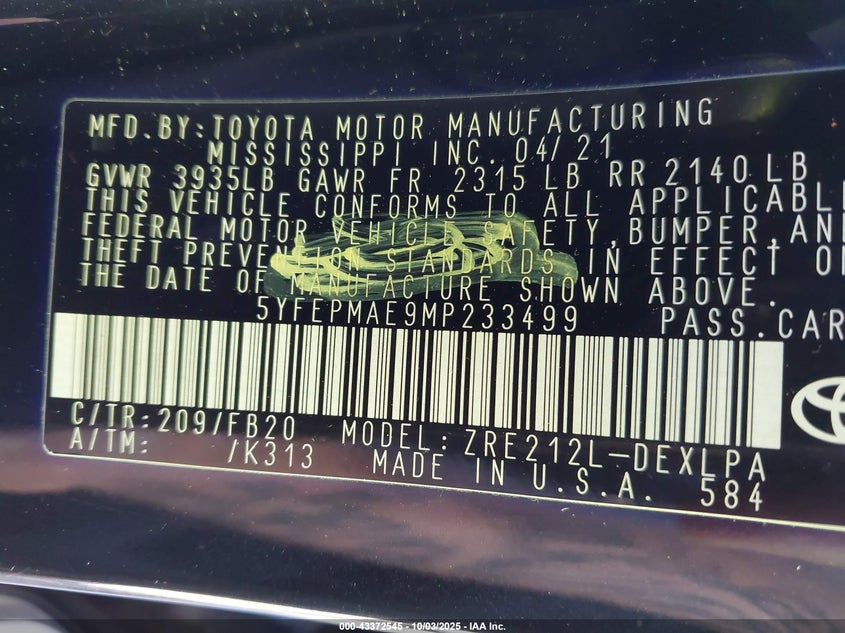 MFD.BY:TOYOTA MOTOR MANUFACTURING
MISSISSIPPI INC. 04/21
GVWR 3935LB GAWR FR 2315 LB RR 2140 LB
THIS VEHICLE CONFORMS TO ALL APPLICABLE
FEDERAL MOTOR VEHICLE SAFETY, BUMPER, AND
THEFT PREVENTION STANDARDS IN EFFECT ON
THE DATE OF MANUFACTURE SHOWN ABOVE.
5YFEPMAE9MP233499 PASS.CAR
C/TR:209/FB20 MODEL: ZRE212L-DEXLPA
A/TM: /K313 MADE IN U.S.A. 584
000-43372545 - 10/03/2025 - IAA Inc.